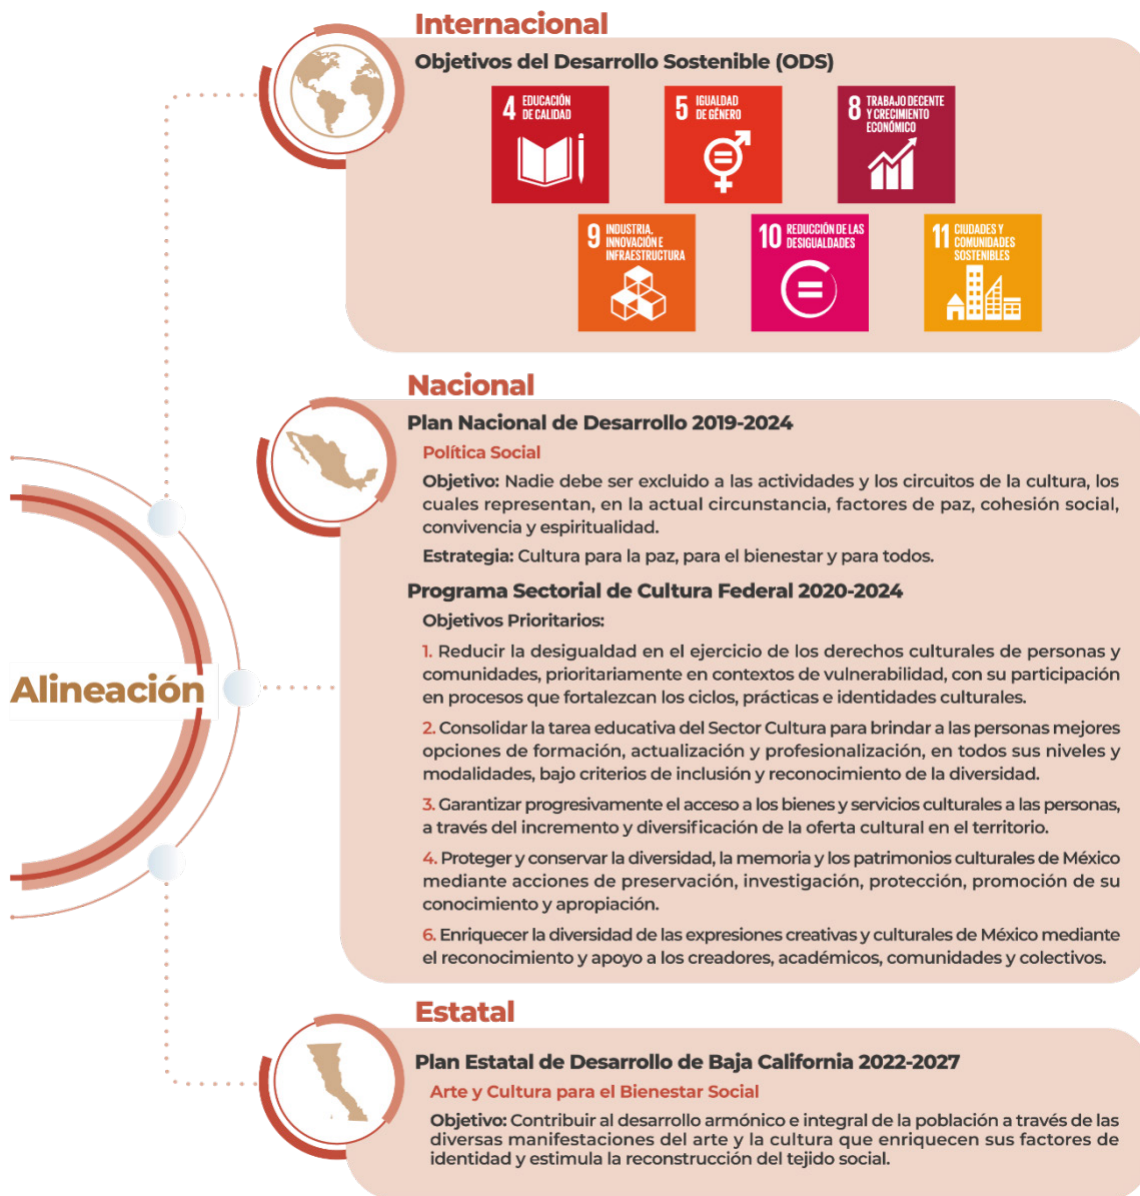 Internacional
Objetivos del Desarrollo Sostenible (ODS)
4 EDUCACIÓN
DE CALIDAD
5 IGUALDAD
DE GÉNERO
8 TRABAJO DECENTE
Y CRECIMIENTO
ECONÓMICO
9 INDUSTRIA,
INNOVACIÓN E
INFRAESTRUCTURA
10 REDUCCIÓN DE LAS
DESIGUALDADES
11 CIUDADES Y
COMUNIDADES
SOSTENIBLES
Nacional
Plan Nacional de Desarrollo 2019-2024
Política Social
Objetivo: Nadie debe ser excluido a las actividades y los circuitos de la cultura, los
cuales representan, en la actual circunstancia, factores de paz, cohesión social,
convivencia y espiritualidad.
Estrategia: Cultura para la paz, para el bienestar y para todos.
Programa Sectorial de Cultura Federal 2020-2024
Objetivos Prioritarios:
1. Reducir la desigualdad en el ejercicio de los derechos culturales de personas y
comunidades, prioritariamente en contextos de vulnerabilidad, con su participación
en procesos que fortalezcan los ciclos, prácticas e identidades culturales.
2. Consolidar la tarea educativa del Sector Cultura para brindar a las personas mejores
opciones de formación, actualización y profesionalización, en todos sus niveles y
modalidades, bajo criterios de inclusión y reconocimiento de la diversidad.
3. Garantizar progresivamente el acceso a los bienes y servicios culturales a las personas,
a través del incremento y diversificación de la oferta cultural en el territorio.
4. Proteger y conservar la diversidad, la memoria y los patrimonios culturales de México
mediante acciones de preservación, investigación, protección, promoción de su
conocimiento y apropiación.
6. Enriquecer la diversidad de las expresiones creativas y culturales de México mediante
el reconocimiento y apoyo a los creadores, académicos, comunidades y colectivos.
Alineación
Estatal
Plan Estatal de Desarrollo de Baja California 2022-2027
Arte y Cultura para el Bienestar Social
Objetivo: Contribuir al desarrollo armónico e integral de la población a través de las
diversas manifestaciones del arte y la cultura que enriquecen sus factores de
identidad y estimula la reconstrucción del tejido social.